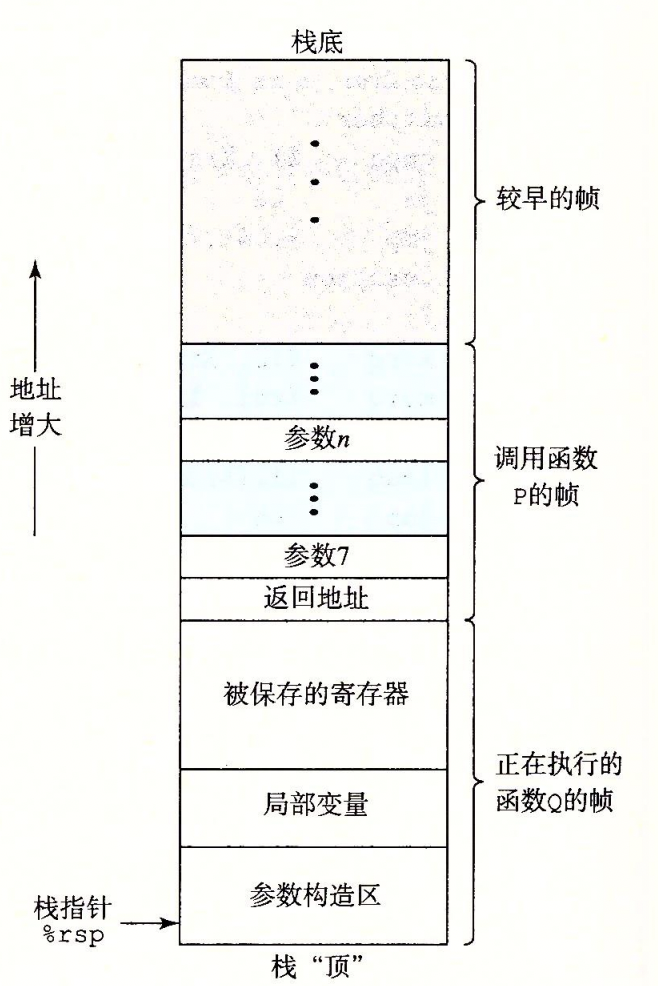 栈底
较早的帧
地址
增大
参数n
调用函数
P的帧
参数7
返回地址
被保存的寄存器
正在执行的
函数Q的帧
局部变量
参数构造区
栈指针
%rsp
栈“顶”